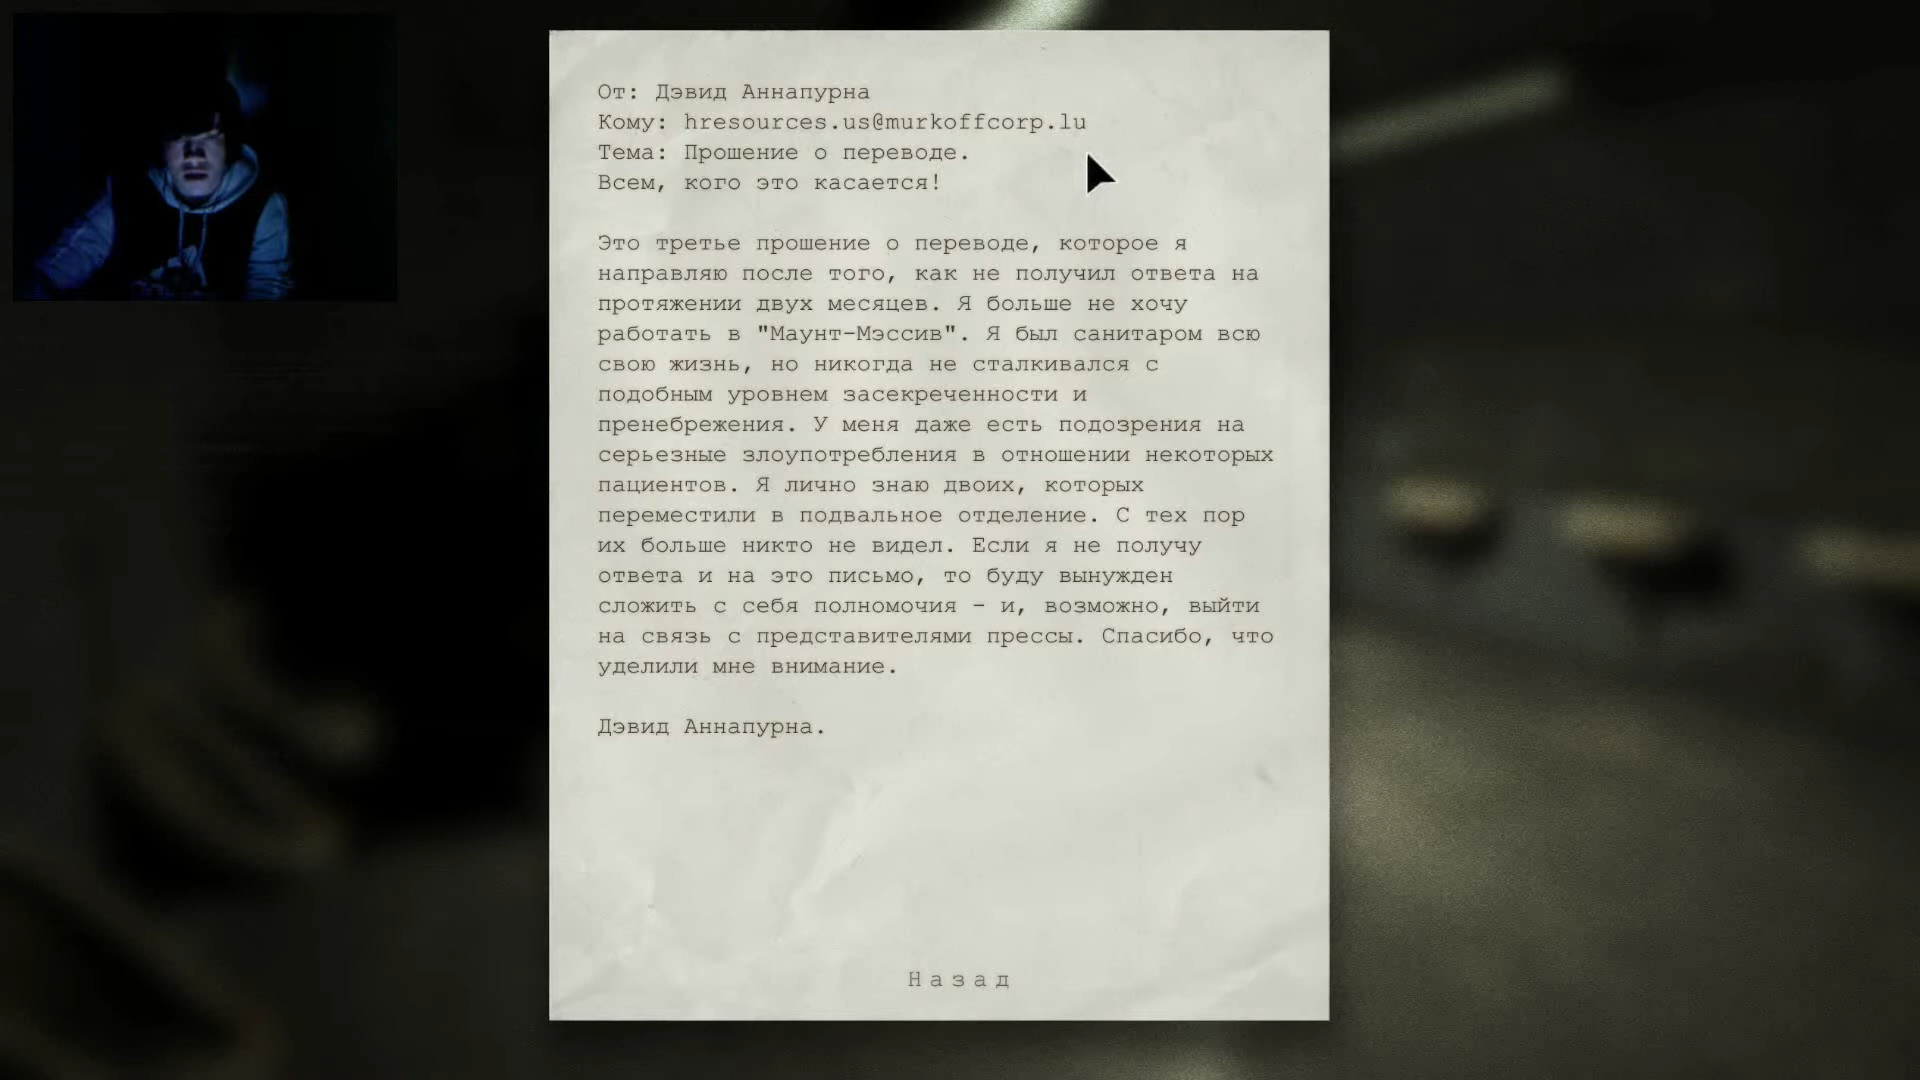 От: Дэвид Аннапурна
Кому: hresources.us@murkoffcorp.lu
Тема: Прошение о переводе.
Всем, кого это касается!
Это третье прошение о переводе, которое я
направляю после того, как не получил ответа на
протяжении двух месяцев. Я больше не хочу
работать в "Маунт-Мэссив". Я был санитаром всю
свою жизнь, но никогда не сталкивался с
подобным уровнем засекреченности и
пренебрежения. У меня даже есть подозрения на
серьезные злоупотребления в отношении некоторых
пациентов. Я лично знаю двоих, которых
переместили в подвальное отделение. С тех пор
их больше никто не видел. Если я не получу
ответа и на это письмо, то буду вынужден
сложить с себя полномочия - и, возможно, выйти
на связь с представителями прессы. Спасибо, что
уделили мне внимание.
Дэвид Аннапурна.
Назад